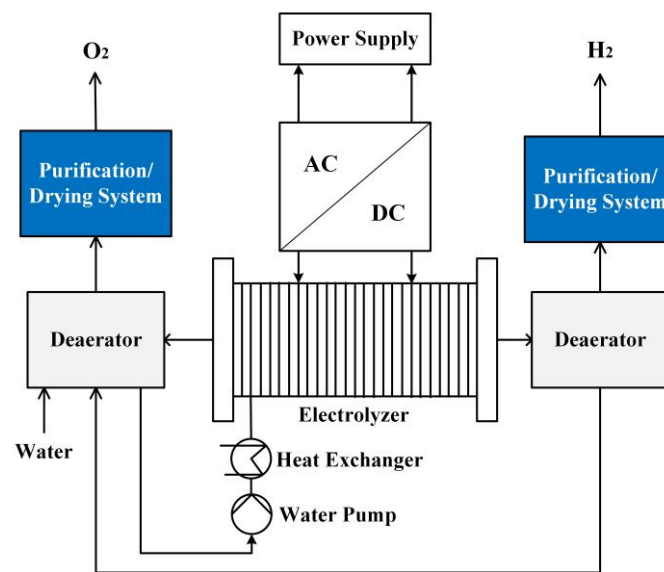 Power Supply
O2
H2
AC
DC
Purification/
Drying System
Purification/
Drying System
Deaerator
Deaerator
Electrolyzer
Water
Heat Exchanger
Water Pump